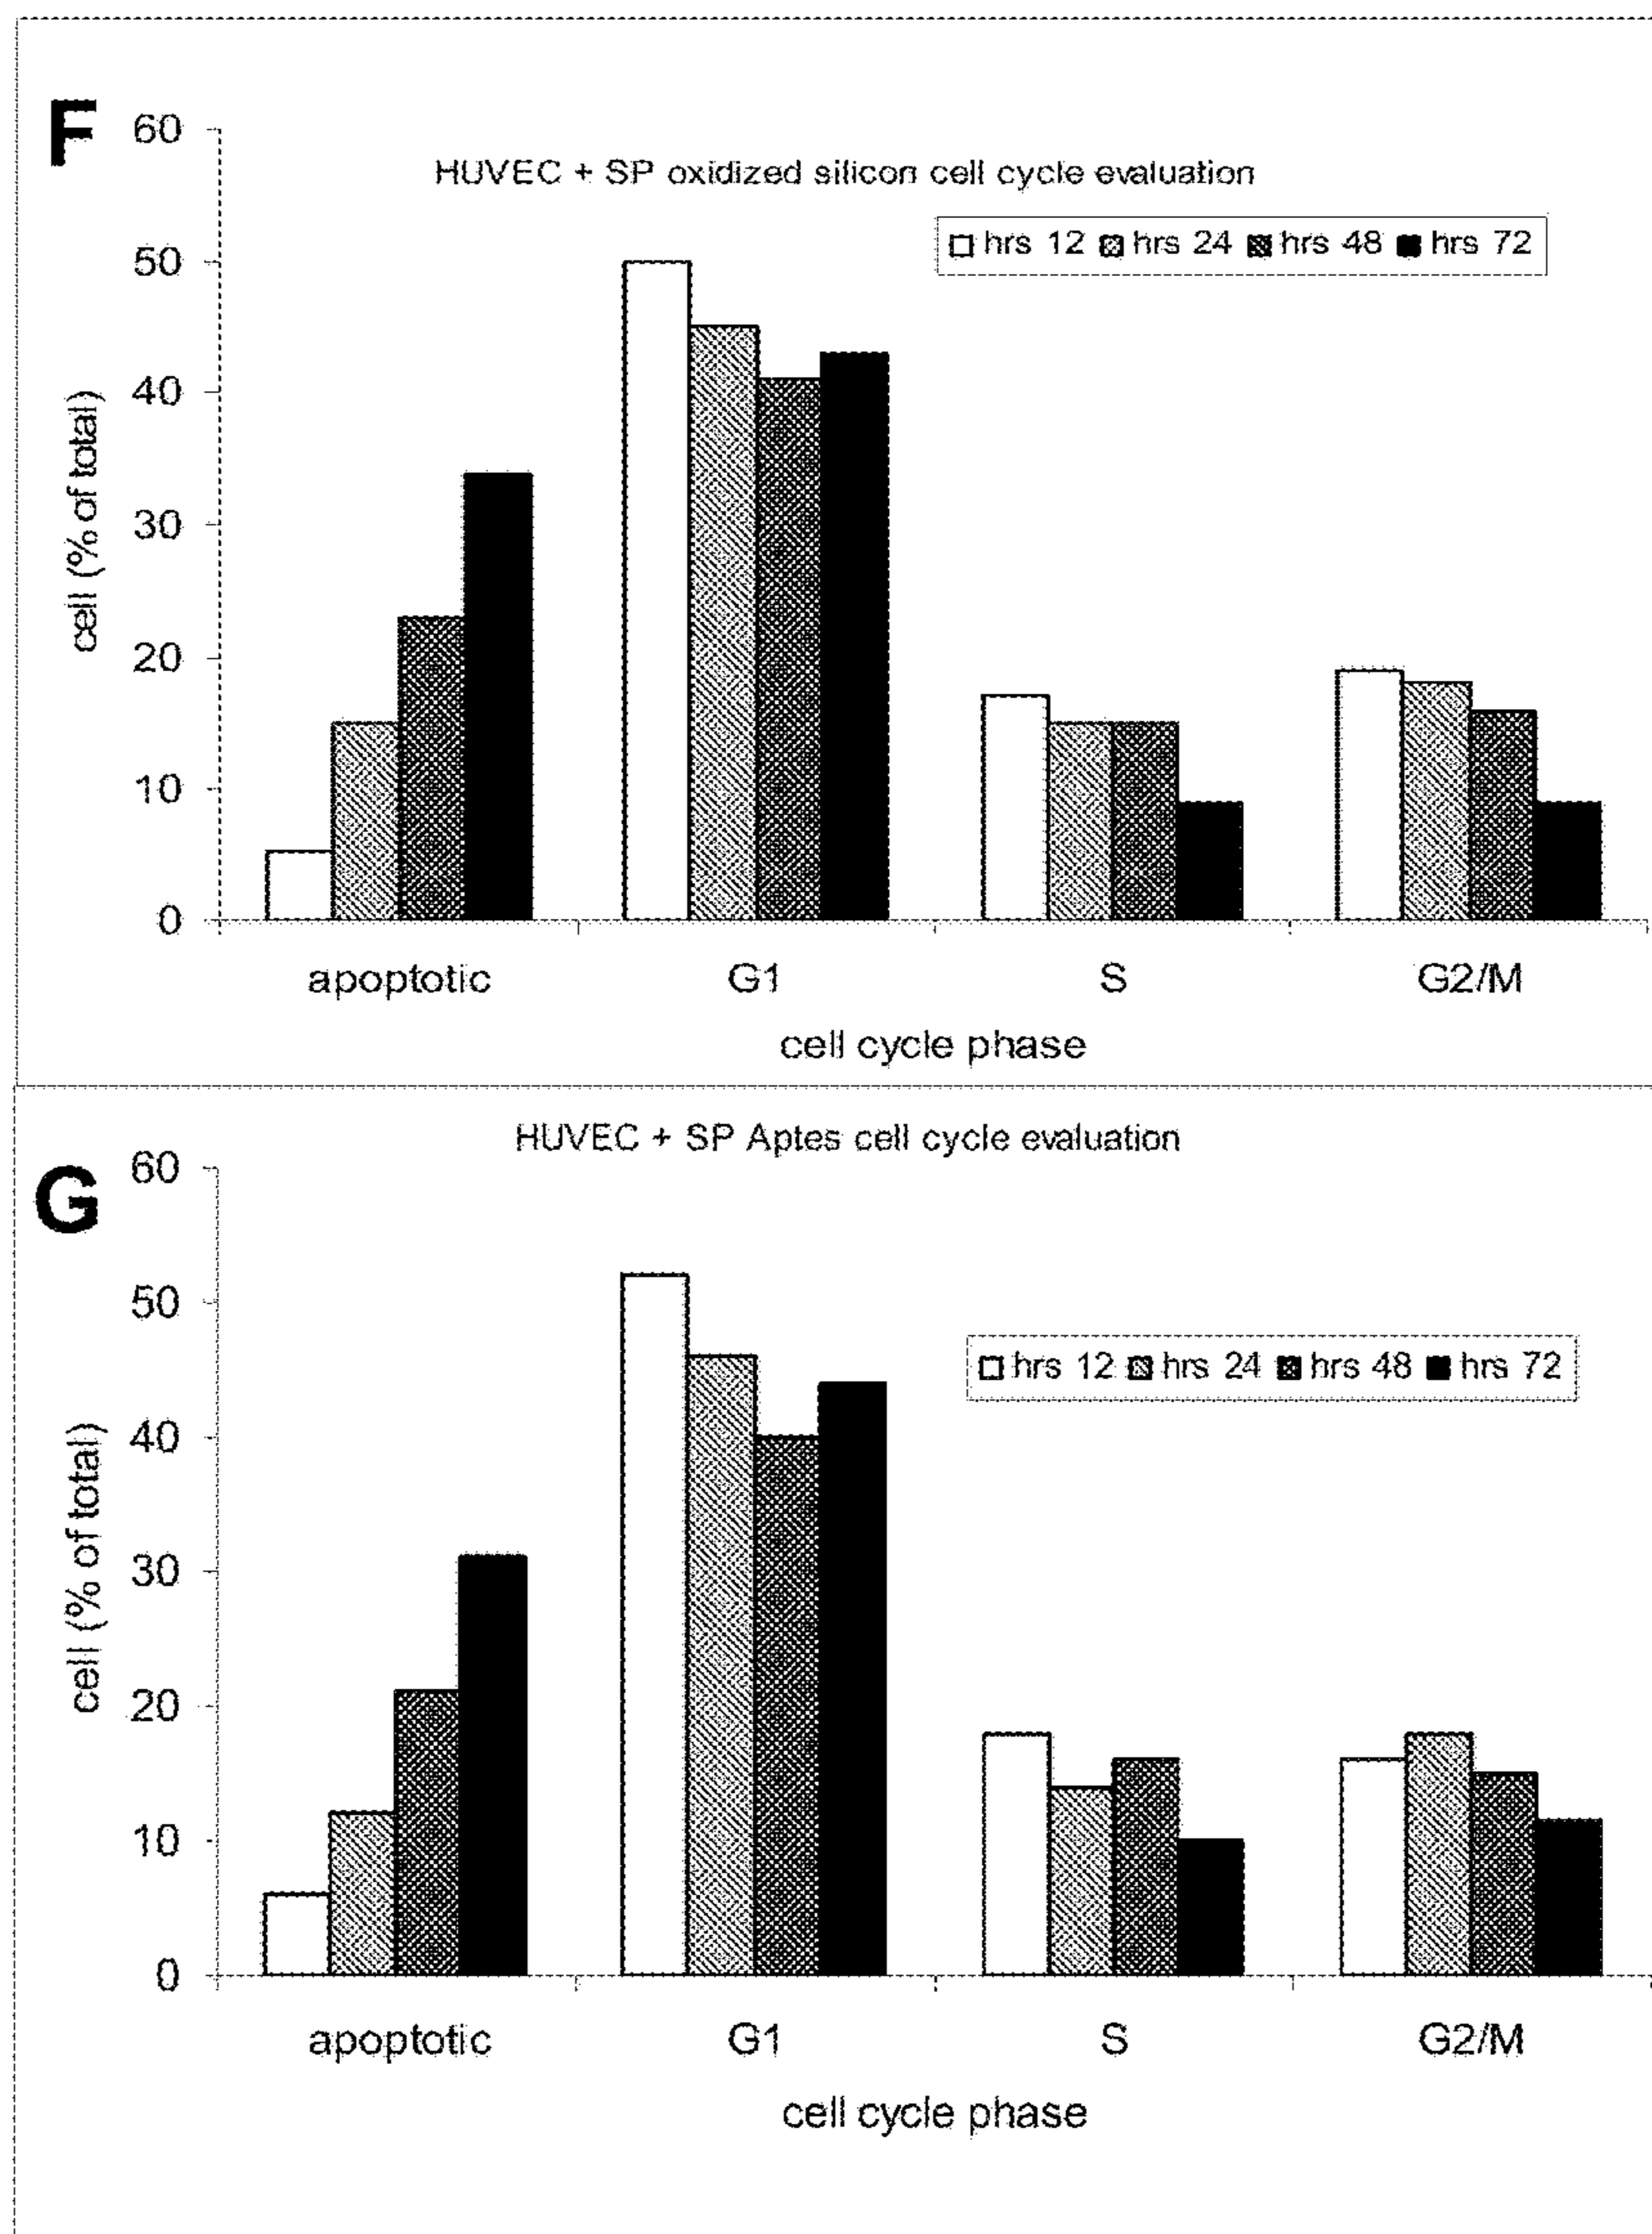 F
HUVEC + SP oxidized silicon cell cycle evaluation
hrs 12 hrs 24 hrs 48 hrs 72
60
50
40
30
20
10
0
cell (% of total)
apoptotic G1 S G2/M
cell cycle phase
G
HUVEC + SP Aptes cell cycle evaluation
hrs 12 hrs 24 hrs 48 hrs 72
60
50
40
30
20
10
0
cell (% of total)
apoptotic G1 S G2/M
cell cycle phase